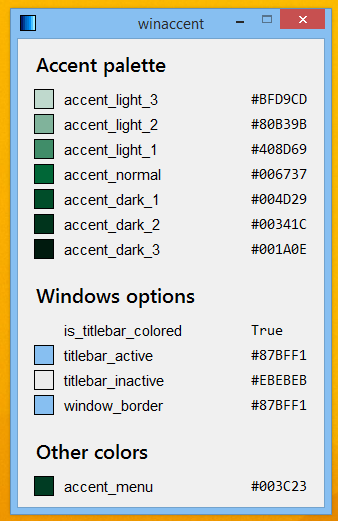 winaccent
Accent palette
accent_light_3 #BFD9CD
accent_light_2 #80B39B
accent_light_1 #408D69
accent_normal #006737
accent_dark_1 #004D29
accent_dark_2 #00341C
accent_dark_3 #001A0E
Windows options
is_titlebar_colored True
titlebar_active #87BFF1
titlebar_inactive #EBEBEB
window_border #87BFF1
Other colors
accent_menu #003C23